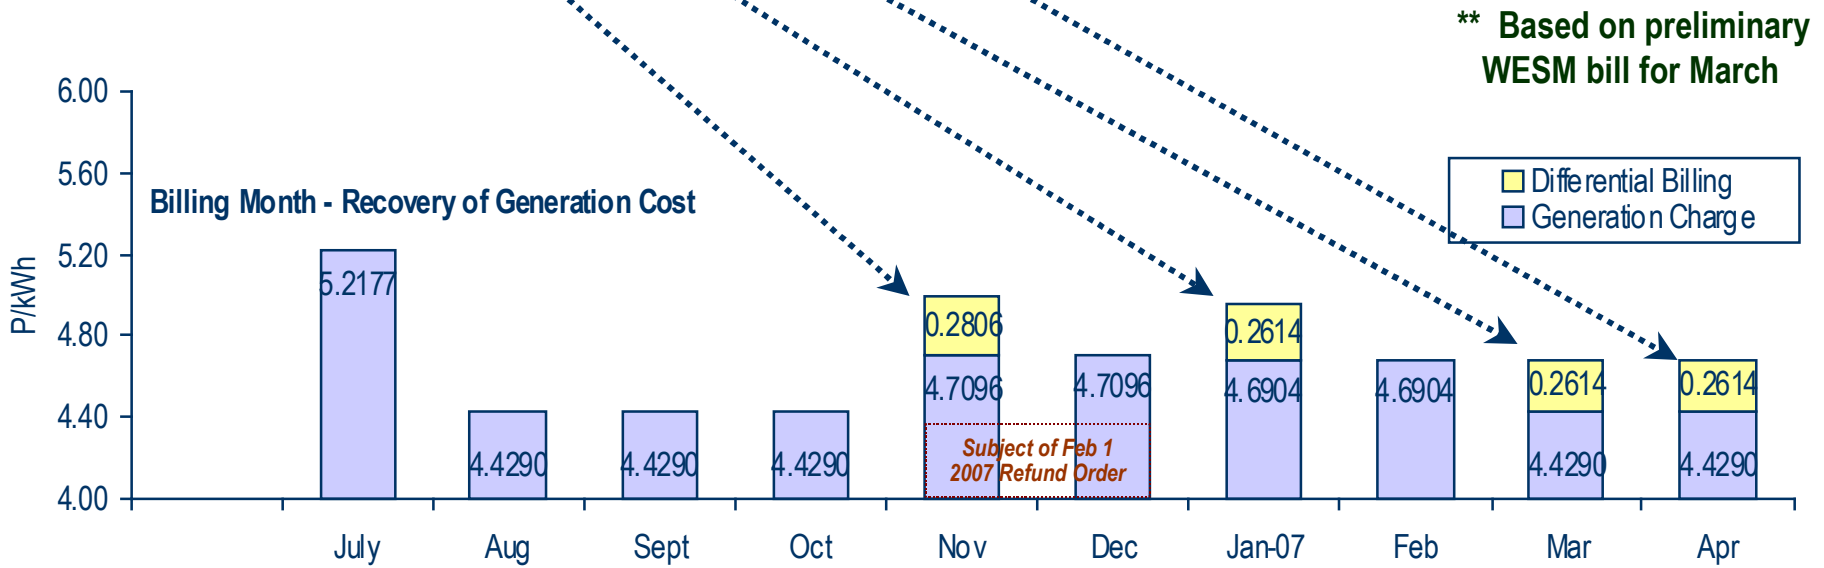 ** Based on preliminary
WESM bill for March
6.00
5.60
5.20
4.80
4.40
4.00
P/kWh
Billing Month - Recovery of Generation Cost
Differential Billing
Generation Charge
5.2177
4.4290
4.4290
4.4290
0.2806
4.7096
4.7096
0.2614
4.6904
4.6904
0.2614
4.4290
0.2614
4.4290
Subject of Feb 1
2007 Refund Order
July
Aug
Sept
Oct
Nov
Dec
Jan-07
Feb
Mar
Apr